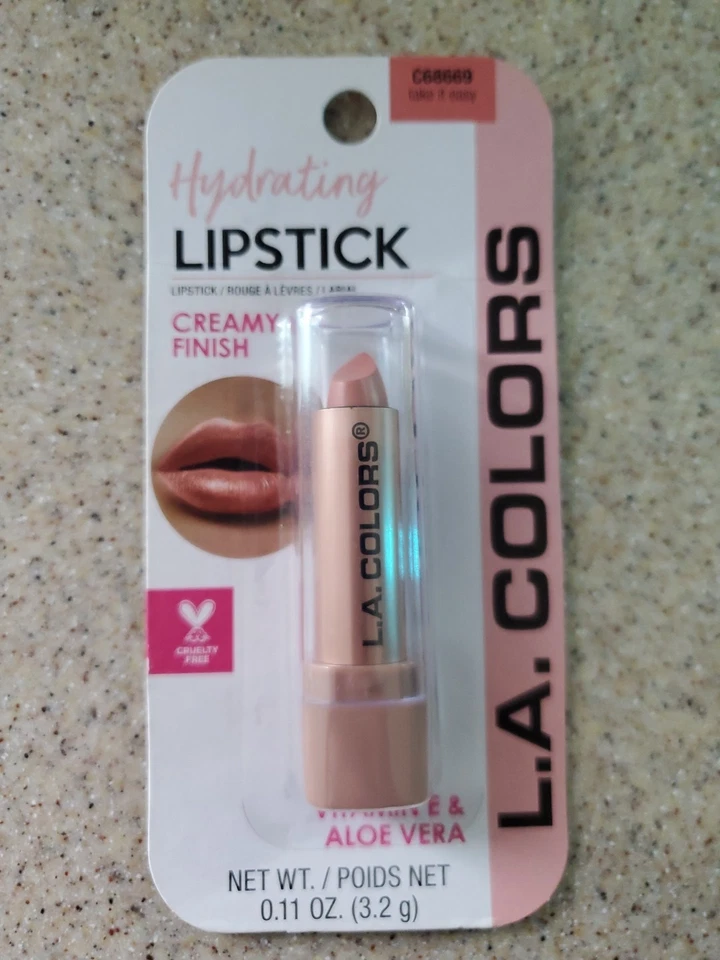 C68669
take it easy
Hydrating
LIPSTICK
LIPSTICK / ROUGE À LÈVRES /
CREAMY
FINISH
L.A. COLORS®
L.A. COLORS
CRUELTY
FREE
VITAMIN E &
ALOE VERA
NET WT. / POIDS NET
0.11 OZ. (3.2 g)